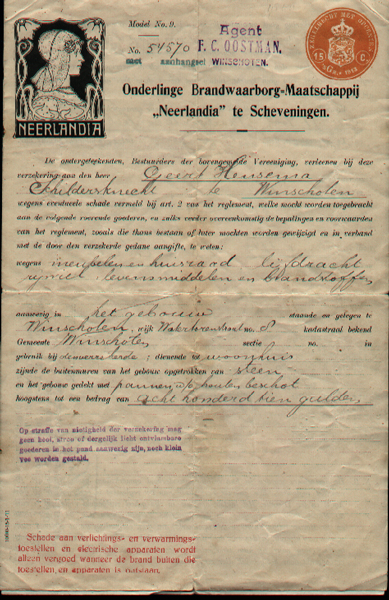 Model No. 9.
No. 54570
Agent
F. C. OOSTMAN,
met aanhangsel WINSCHOTEN.
15 C.
NEERLANDIA
Onderlinge Brandwaarborg-Maatschappij
„Neerlandia” te Scheveningen.
De ondergeteekenden, Bestuurders der bovengenoemde Vereeniging, verleenen bij deze
verzekering aan den heer Geert Heusema
Schildersknecht te Winschoten
wegens eventueele schade vermeld bij art. 2 van het reglement, welke mocht worden toegebracht
aan de volgende roerende goederen, en zulks verder overeenkomstig de bepalingen en voorwaarden
van het reglement, zooals die thans bestaan of later mochten worden gewijzigd en in verband
met de door den verzekerde gedane aangifte, te weten:
wegens meubelen en huisraad lijfdracht
levensmiddelen en brandstoffen
aanwezig in het gebouw staande en gelegen te
Winschoten, wijk no. 8 kadastraal bekend
Gemeente Winschoten sectie no. in
gebruik bij verzekerde; dienende tot woonhuis
zijnde de buitenmuren van het gebouw opgetrokken van steen
en het gebouw gedekt met pannen op houten beschot
hoogstens tot een bedrag van acht honderd tien gulden
Op straffe van nietigheid der verzekering mag
geen hooi, stroo of dergelijk licht ontvlambare
goederen in het pand aanwezig zijn, noch klein
vee worden gestald.
Schade aan verlichtings- en verwarmings-
toestellen en electrische apparaten wordt
alleen vergoed wanneer de brand buiten die
toestellen en apparaten is ontstaan.